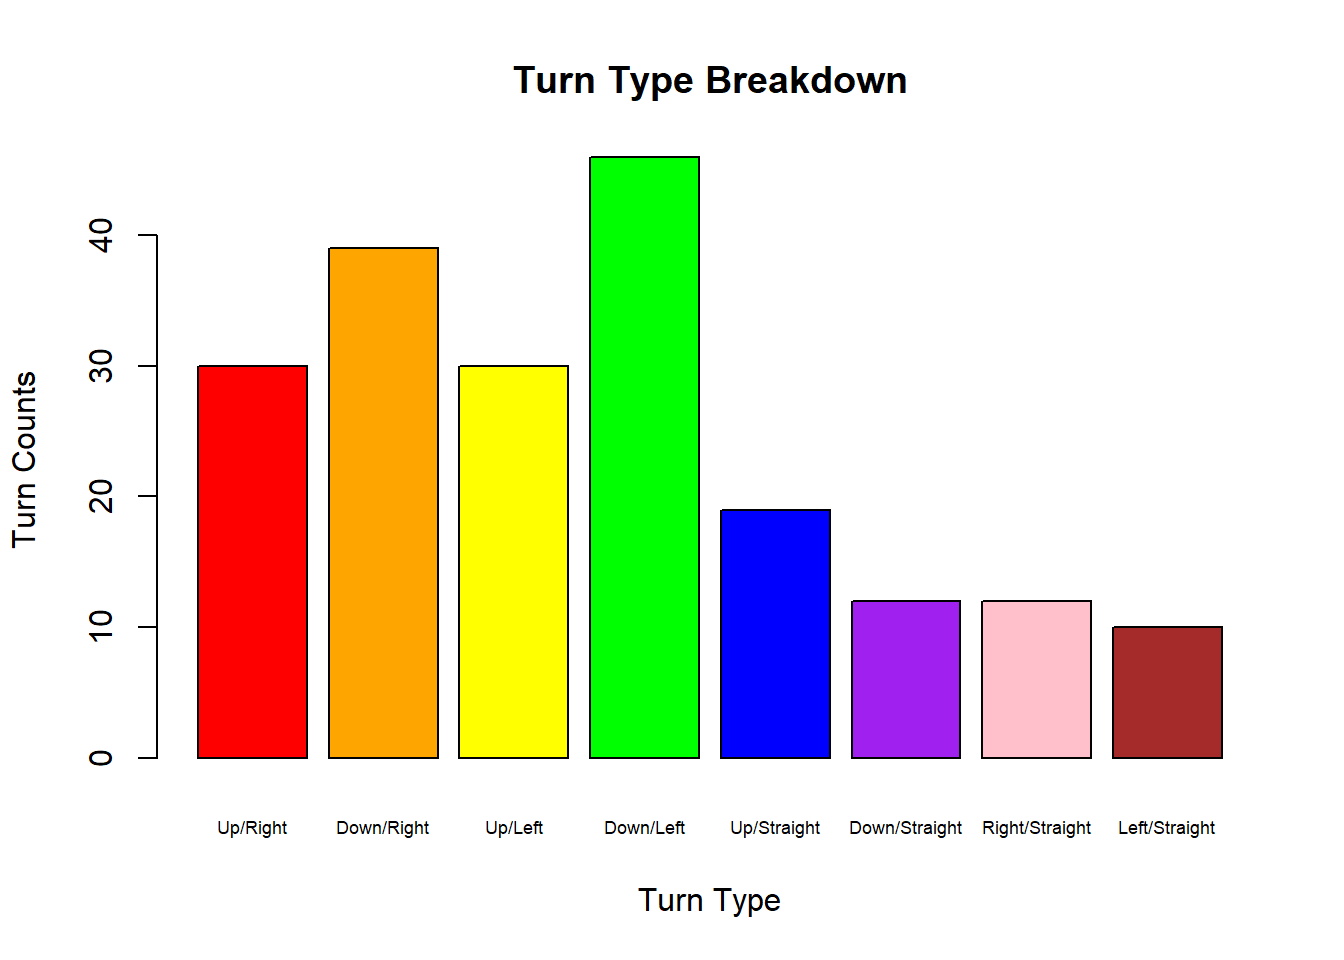 Turn Type Breakdown
Turn Counts
40
30
20
10
0
Up/Right Down/Right Up/Left Down/Left Up/Straight Down/Straight Right/Straight Left/Straight
Turn Type